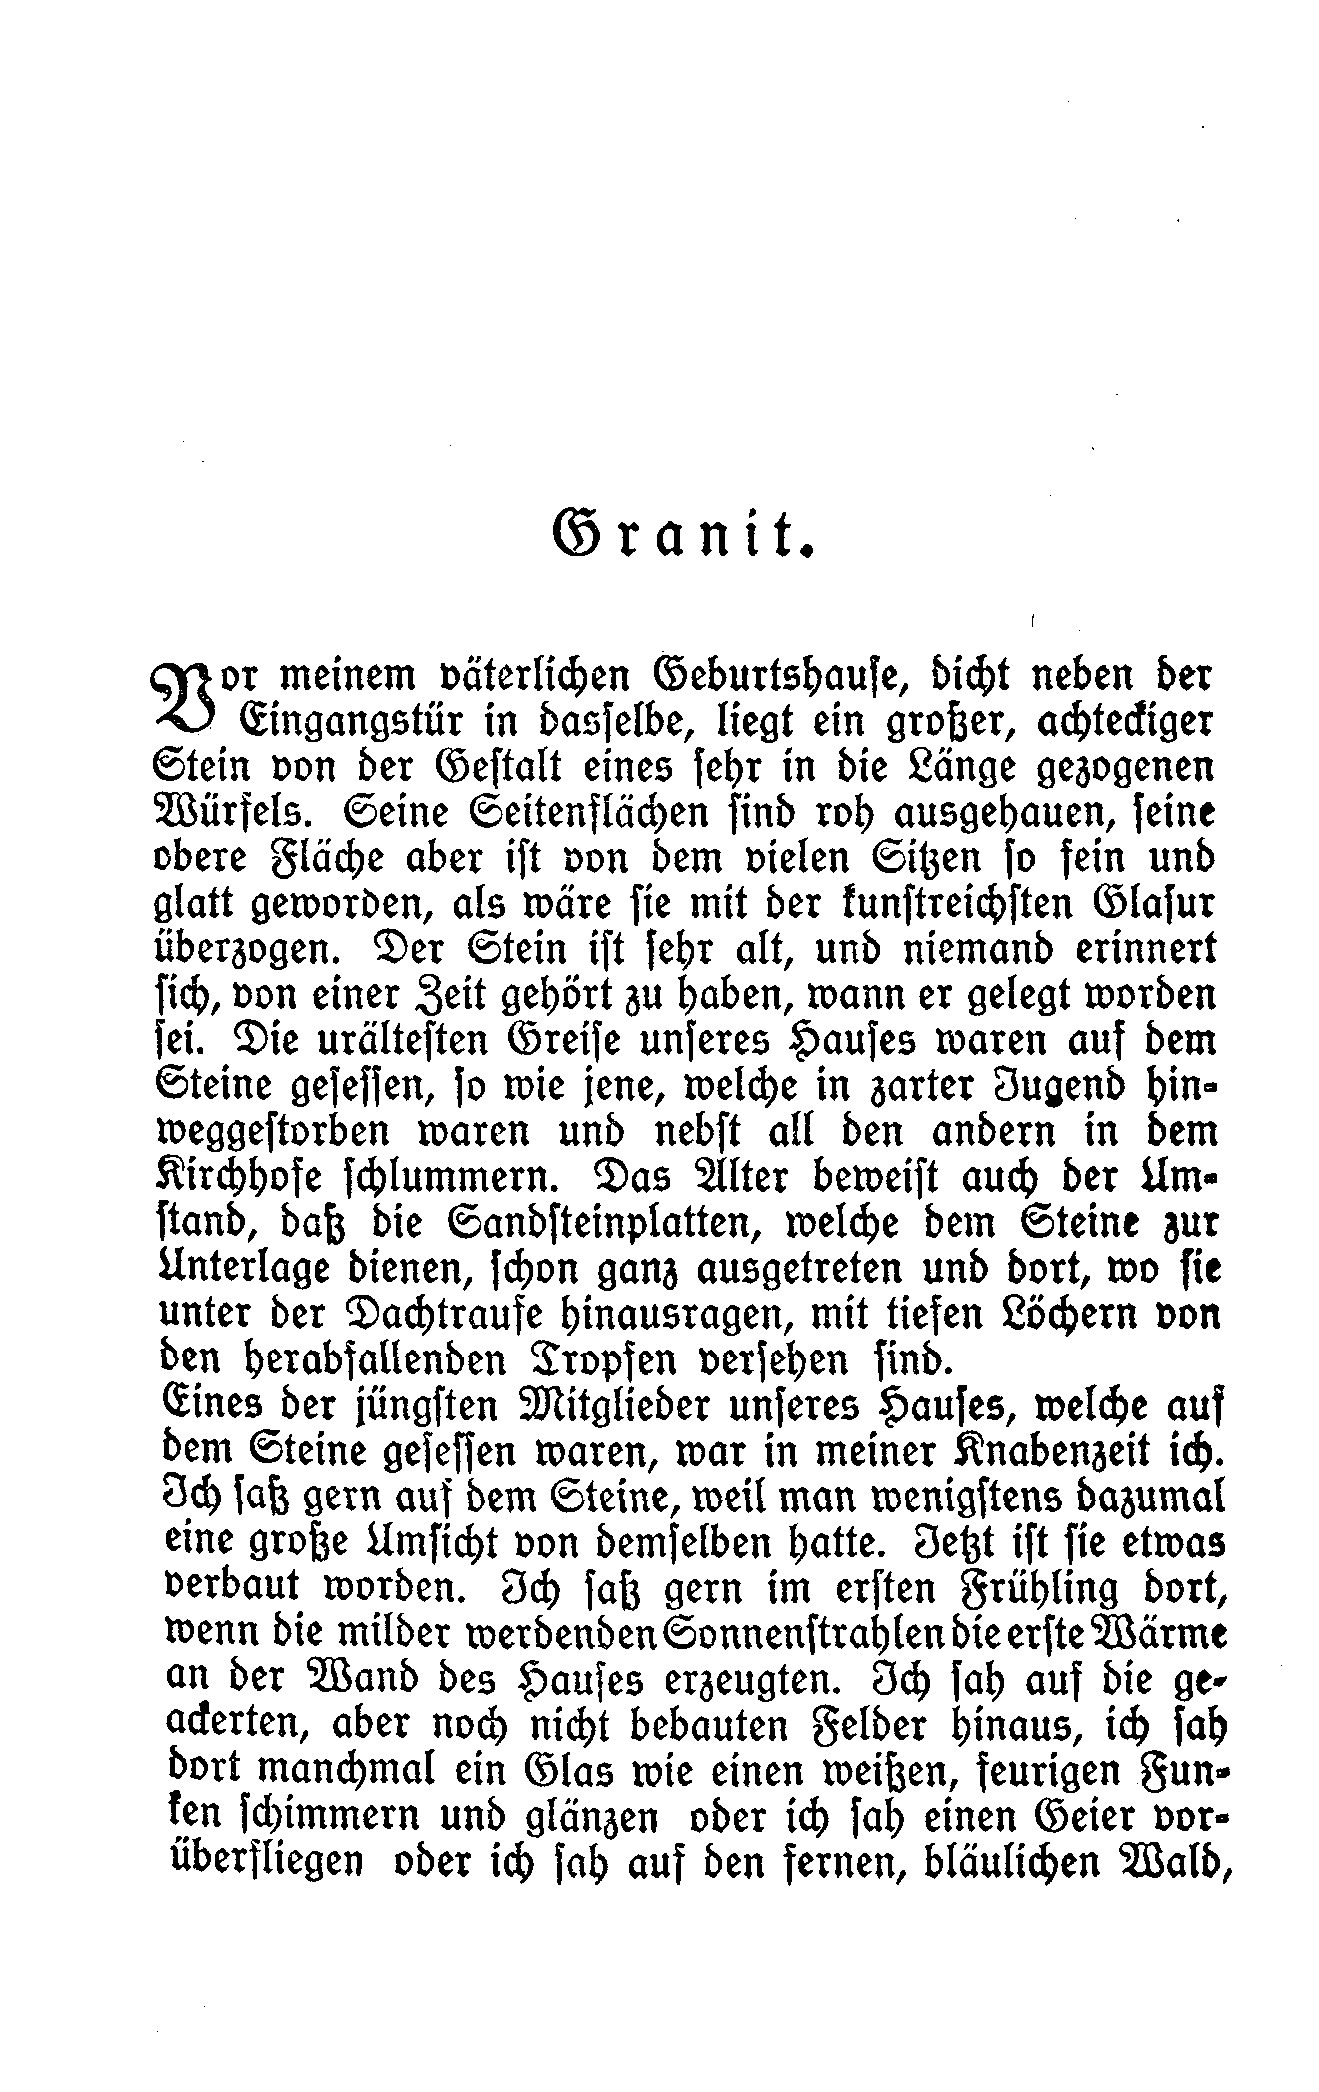 Granit.
Vor meinem väterlichen Geburtshause, dicht neben der
Eingangstür in dasselbe, liegt ein großer, achteckiger
Stein von der Gestalt eines sehr in die Länge gezogenen
Würfels. Seine Seitenflächen sind roh ausgehauen, seine
obere Fläche aber ist von dem vielen Sitzen so fein und
glatt geworden, als wäre sie mit der kunstreichsten Glasur
überzogen. Der Stein ist sehr alt, und niemand erinnert
sich, von einer Zeit gehört zu haben, wann er gelegt worden
sei. Die urältesten Greise unseres Hauses waren auf dem
Steine gesessen, so wie jene, welche in zarter Jugend hin-
weggestorben waren und nebst all den andern in dem
Kirchhofe schlummern. Das Alter beweist auch der Um-
stand, daß die Sandsteinplatten, welche dem Steine zur
Unterlage dienen, schon ganz ausgetreten und dort, wo sie
unter der Dachtraufe hinausragen, mit tiefen Löchern von
den herabfallenden Tropfen versehen sind.
Eines der jüngsten Mitglieder unseres Hauses, welche auf
dem Steine gesessen waren, war in meiner Knabenzeit ich.
Ich saß gern auf dem Steine, weil man wenigstens dazumal
eine große Umsicht von demselben hatte. Jetzt ist sie etwas
verbaut worden. Ich saß gern im ersten Frühling dort,
wenn die milder werdenden Sonnenstrahlen die erste Wärme
an der Wand des Hauses erzeugten. Ich sah auf die ge-
ackerten, aber noch nicht bebauten Felder hinaus, ich sah
dort manchmal ein Glas wie einen weißen, feurigen Fun-
ken schimmern und glänzen oder ich sah einen Geier vor-
überfliegen oder ich sah auf den fernen, bläulichen Wald,